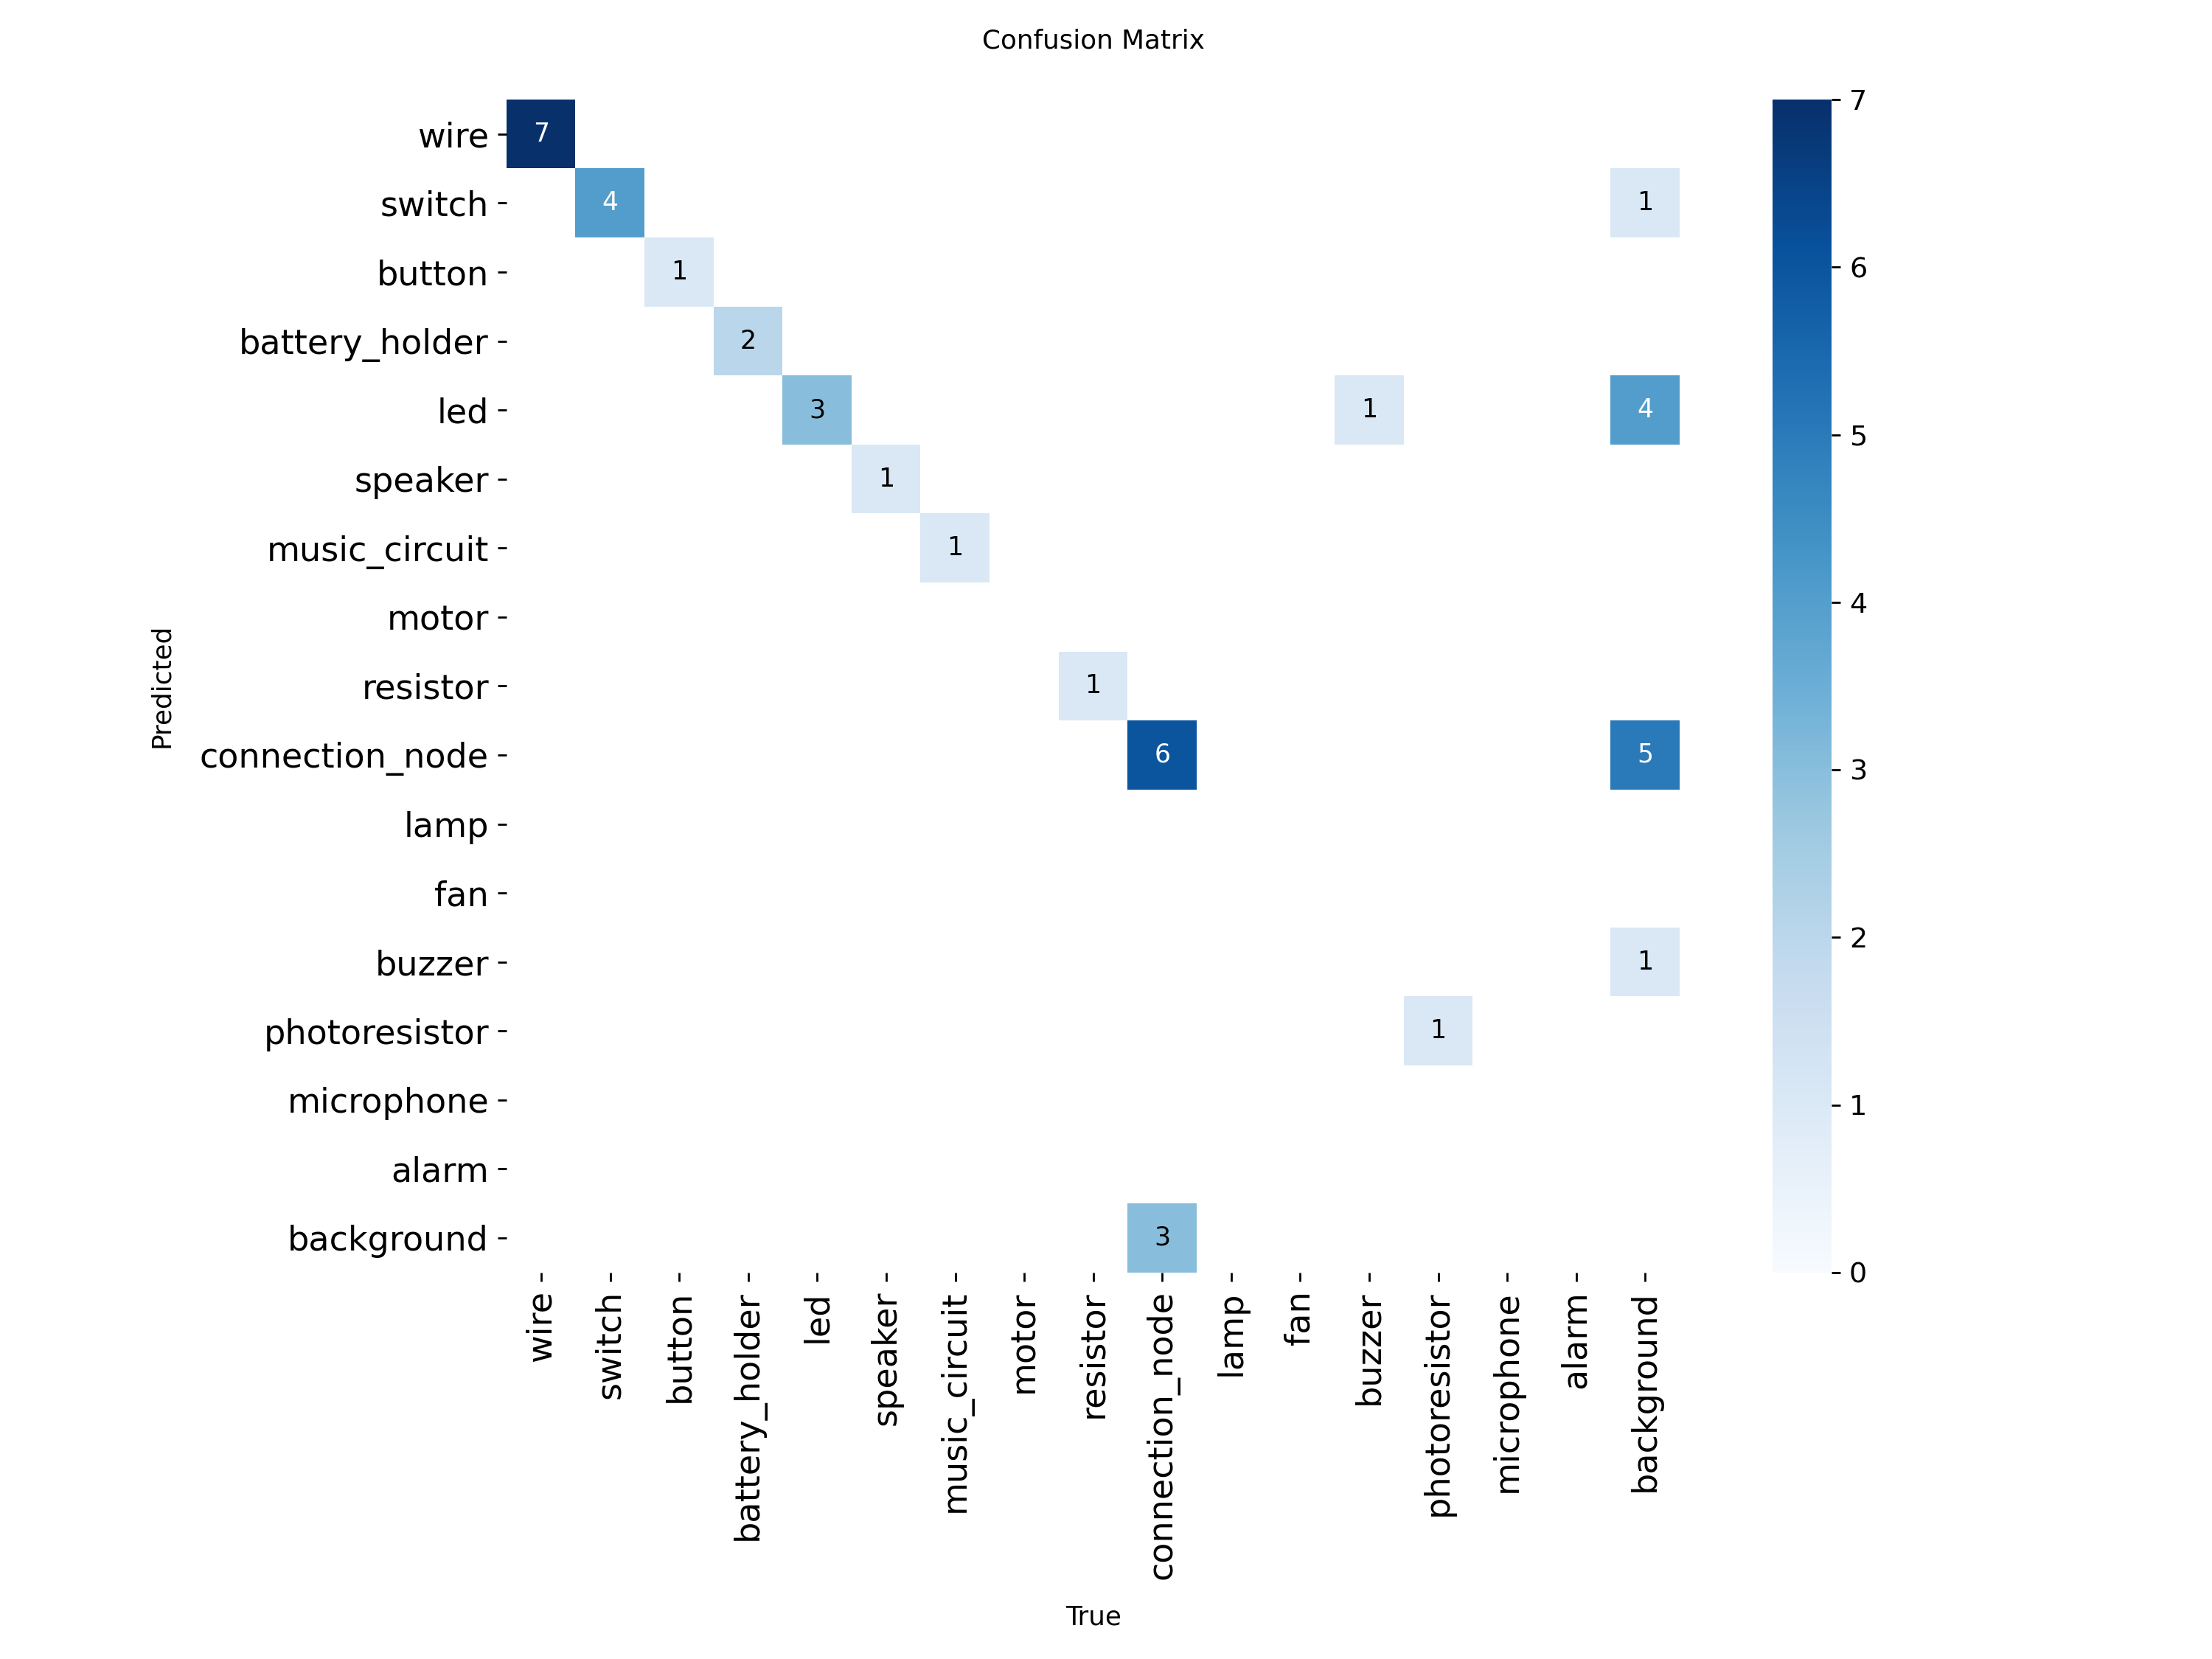 Confusion Matrix
wire 7
switch 4 1
button 1
battery_holder 2
led 3 1 4
speaker 1
music_circuit 1
motor
resistor 1
connection_node 6 5
lamp
fan
buzzer 1
photoresistor 1
microphone
alarm
background 3
Predicted
wire
switch
button
battery_holder
led
speaker
music_circuit
motor
resistor
connection_node
lamp
fan
buzzer
photoresistor
microphone
alarm
background
True
7
6
5
4
3
2
1
0